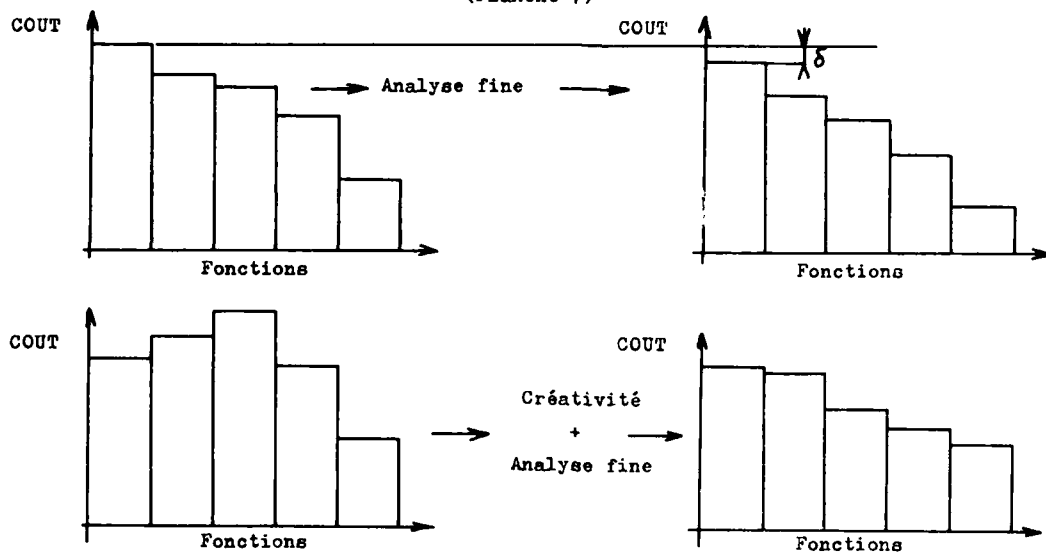 COUT
COUT
δ
Analyse fine
Fonctions
Fonctions
COUT
COUT
Créativité
+
Analyse fine
Fonctions
Fonctions